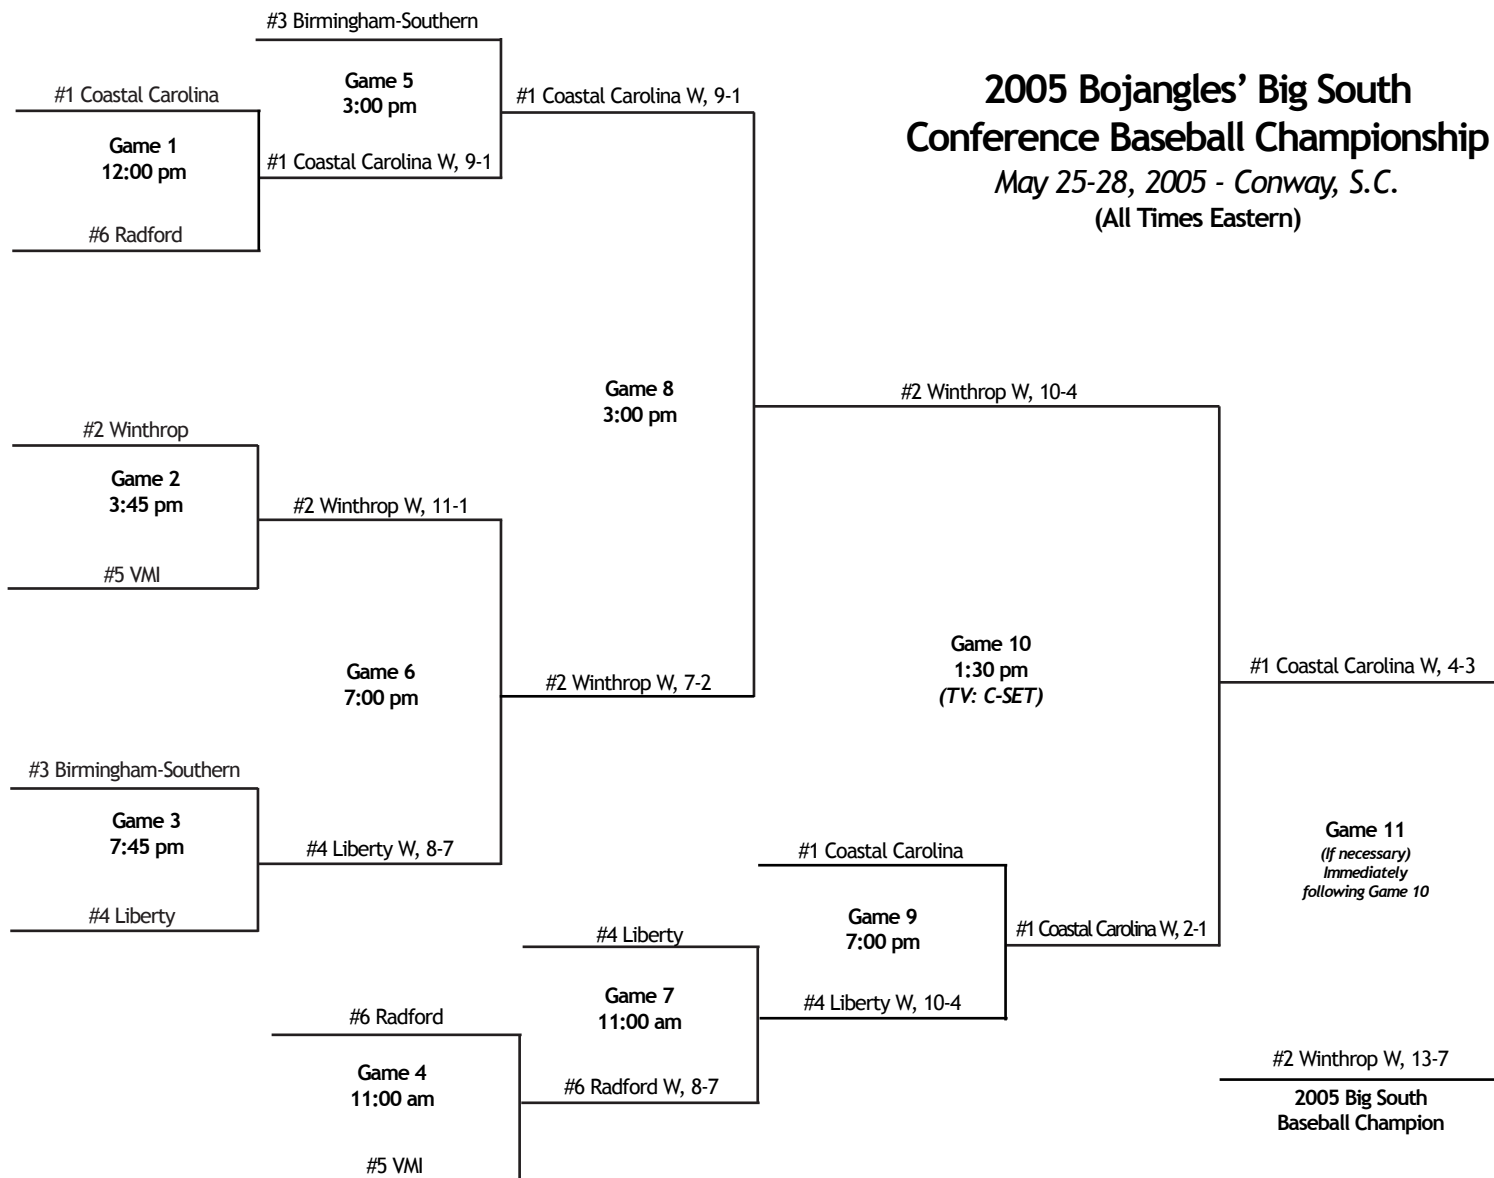 #3 Birmingham-Southern
2005 Bojangles’ Big South
Conference Baseball Championship
May 25-28, 2005 - Conway, S.C.
(All Times Eastern)
Game 5
3:00 pm
#1 Coastal Carolina W, 9-1
#1 Coastal Carolina
Game 1
12:00 pm
#1 Coastal Carolina W, 9-1
#6 Radford
Game 8
3:00 pm
#2 Winthrop W, 10-4
#2 Winthrop
Game 2
3:45 pm
#2 Winthrop W, 11-1
#5 VMI
Game 6
7:00 pm
#2 Winthrop W, 7-2
Game 10
1:30 pm
(TV: C-SET)
#1 Coastal Carolina W, 4-3
#3 Birmingham-Southern
Game 3
7:45 pm
#4 Liberty W, 8-7
#4 Liberty
#1 Coastal Carolina
Game 9
7:00 pm
#1 Coastal Carolina W, 2-1
Game 11
(If necessary)
Immediately
following Game 10
#4 Liberty
Game 7
11:00 am
#4 Liberty W, 10-4
#6 Radford
Game 4
11:00 am
#6 Radford W, 8-7
#5 VMI
#2 Winthrop W, 13-7
2005 Big South
Baseball Champion